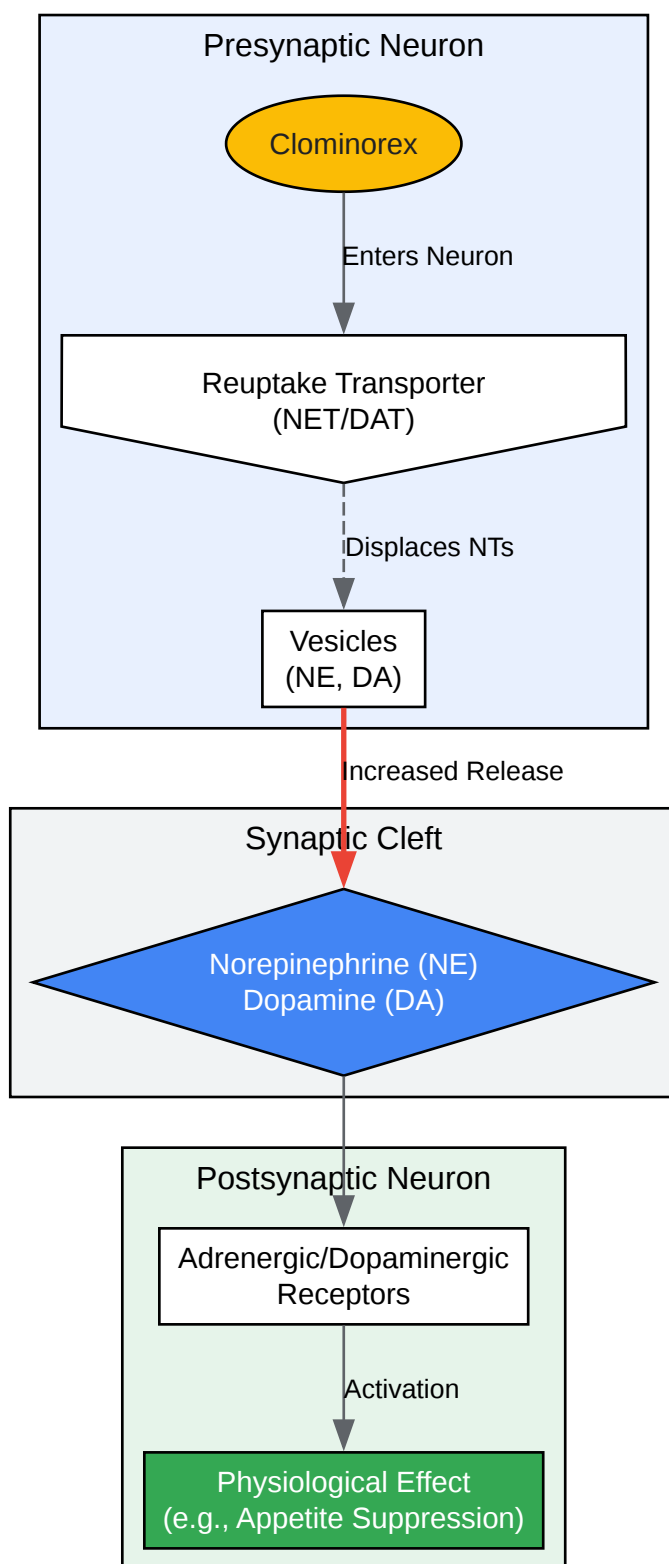 Presynaptic Neuron
Clominorex
Enters Neuron
Reuptake Transporter
(NET/DAT)
Displaces NTs
Vesicles
(NE, DA)
Increased Release
Synaptic Cleft
Norepinephrine (NE)
Dopamine (DA)
Postsynaptic Neuron
Adrenergic/Dopaminergic
Receptors
Activation
Physiological Effect
(e.g., Appetite Suppression)